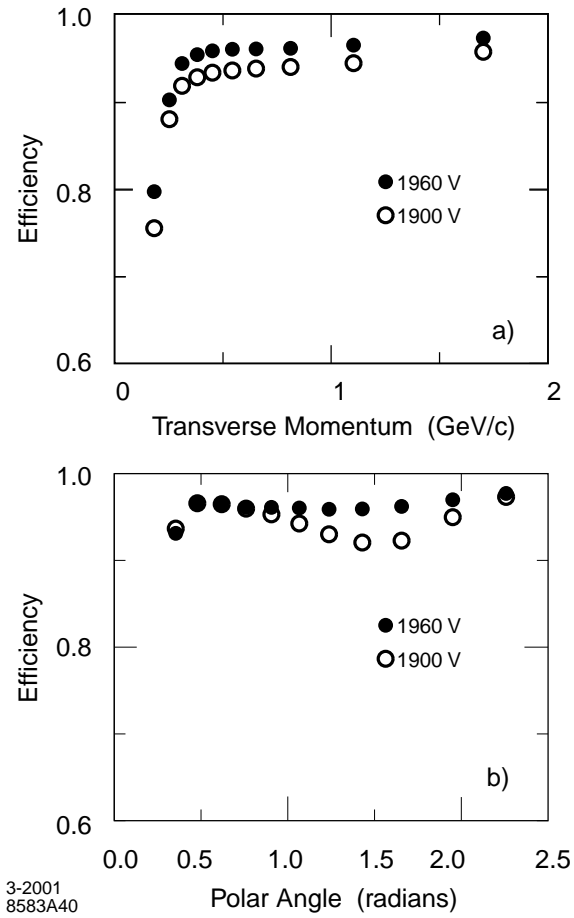 1.0
0.8
0.6
Efficiency
1960 V
1900 V
a)
0 1 2
Transverse Momentum (GeV/c)
1.0
0.8
0.6
Efficiency
1960 V
1900 V
b)
0.0 0.5 1.0 1.5 2.0 2.5
Polar Angle (radians)
3-2001
8583A40